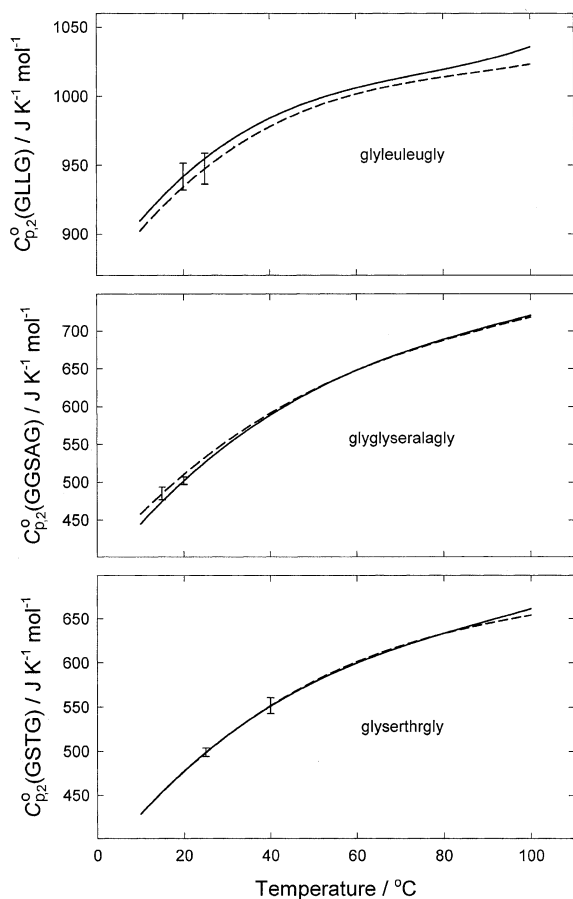 1050
1000
950
900
C°p,2(GLLG) / J K-1 mol-1
glyleuleugly
700
650
600
550
500
450
C°p,2(GGSAG) / J K-1 mol-1
glyglyseralagly
650
600
550
500
450
C°p,2(GSTG) / J K-1 mol-1
glyserthrgly
0 20 40 60 80 100
Temperature / °C